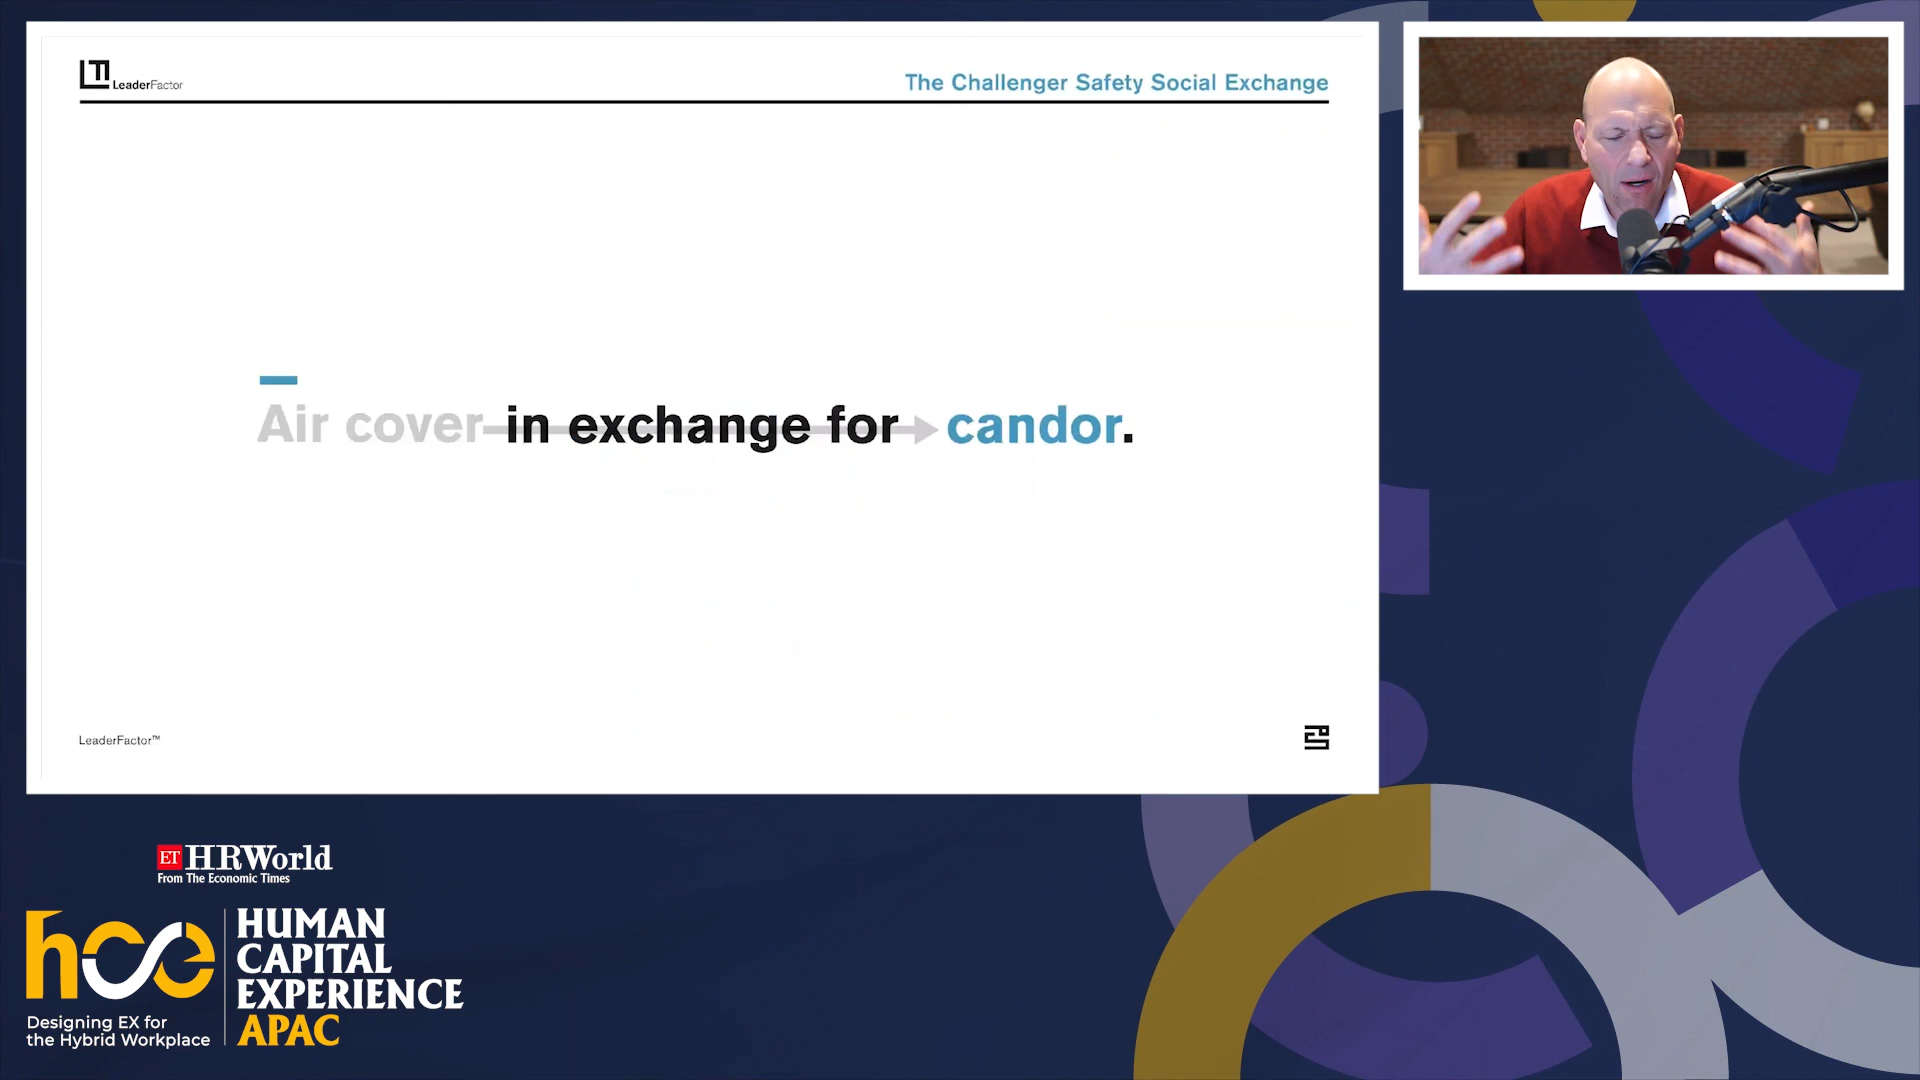 LeaderFactor
The Challenger Safety Social Exchange
Air cover in exchange for candor.
LeaderFactor™
ET HRWorld
From The Economic Times
hce
Designing EX for
the Hybrid Workplace
HUMAN
CAPITAL
EXPERIENCE
APAC